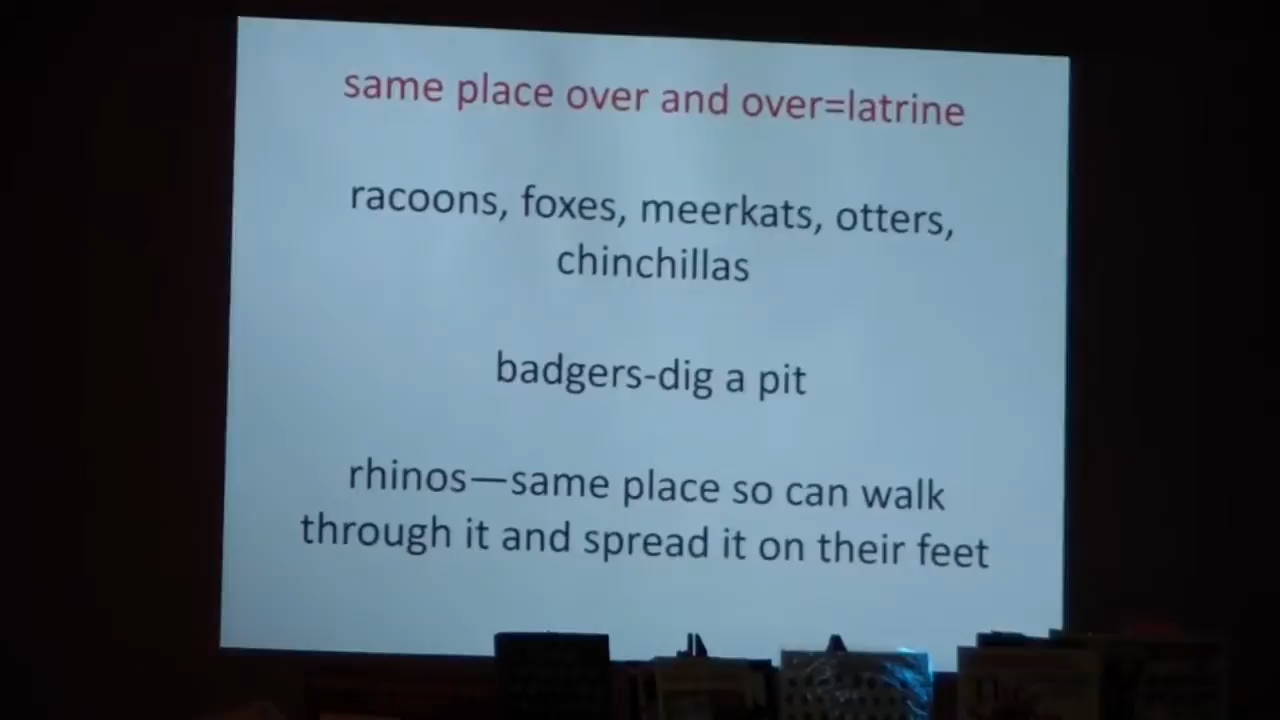 same place over and over=latrine
racoons, foxes, meerkats, otters,
chinchillas
badgers-dig a pit
rhinos—same place so can walk
through it and spread it on their feet